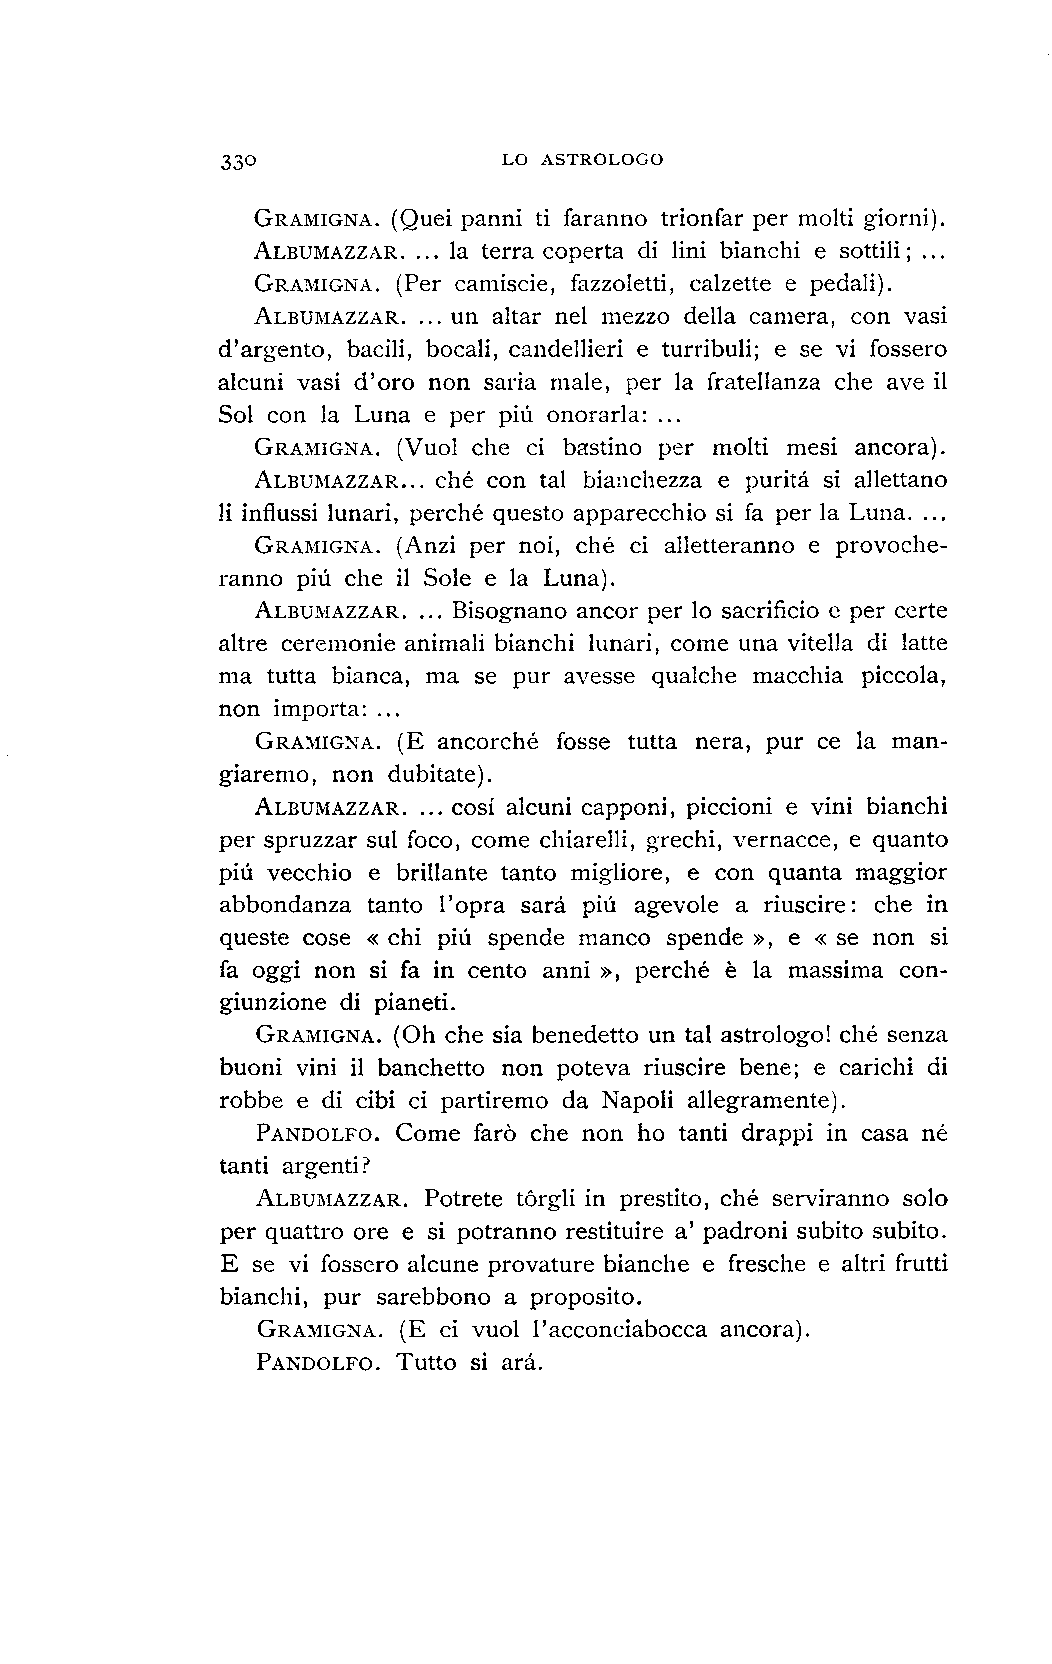 330 LO ASTROLOGO
GRAMIGNA. (Quei panni ti faranno trionfar per molti giorni).
ALBUMAZZAR. ... la terra coperta di lini bianchi e sottili; ...
GRAMIGNA. (Per camiscie, fazzoletti, calzette e pedali).
ALBUMAZZAR. ... un altar nel mezzo della camera, con vasi
d'argento, bacili, bocali, candellieri e turribuli; e se vi fossero
alcuni vasi d'oro non saria male, per la fratellanza che ave il
Sol con la Luna e per piú onorarla: ...
GRAMIGNA. (Vuol che ci bastino per molti mesi ancora).
ALBUMAZZAR... ché con tal bianchezza e puritá si allettano
li influssi lunari, perché questo apparecchio si fa per la Luna. ...
GRAMIGNA. (Anzi per noi, ché ci alletteranno e provoche-
ranno piú che il Sole e la Luna).
ALBUMAZZAR. ... Bisognano ancor per lo sacrificio e per certe
altre ceremonie animali bianchi lunari, come una vitella di latte
ma tutta bianca, ma se pur avesse qualche macchia piccola,
non importa: ...
GRAMIGNA. (E ancorché fosse tutta nera, pur ce la man-
giaremo, non dubitate).
ALBUMAZZAR. ... cosí alcuni capponi, piccioni e vini bianchi
per spruzzar sul foco, come chiarelli, grechi, vernacce, e quanto
piú vecchio e brillante tanto migliore, e con quanta maggior
abbondanza tanto l'opra sará piú agevole a riuscire: che in
queste cose « chi piú spende manco spende », e « se non si
fa oggi non si fa in cento anni », perché è la massima con-
giunzione di pianeti.
GRAMIGNA. (Oh che sia benedetto un tal astrologo! ché senza
buoni vini il banchetto non poteva riuscire bene; e carichi di
robbe e di cibi ci partiremo da Napoli allegramente).
PANDOLFO. Come farò che non ho tanti drappi in casa né
tanti argenti?
ALBUMAZZAR. Potrete tôrgli in prestito, ché serviranno solo
per quattro ore e si potranno restituire a' padroni subito subito.
E se vi fossero alcune provature bianche e fresche e altri frutti
bianchi, pur sarebbono a proposito.
GRAMIGNA. (E ci vuol l'acconciabocca ancora).
PANDOLFO. Tutto si ará.